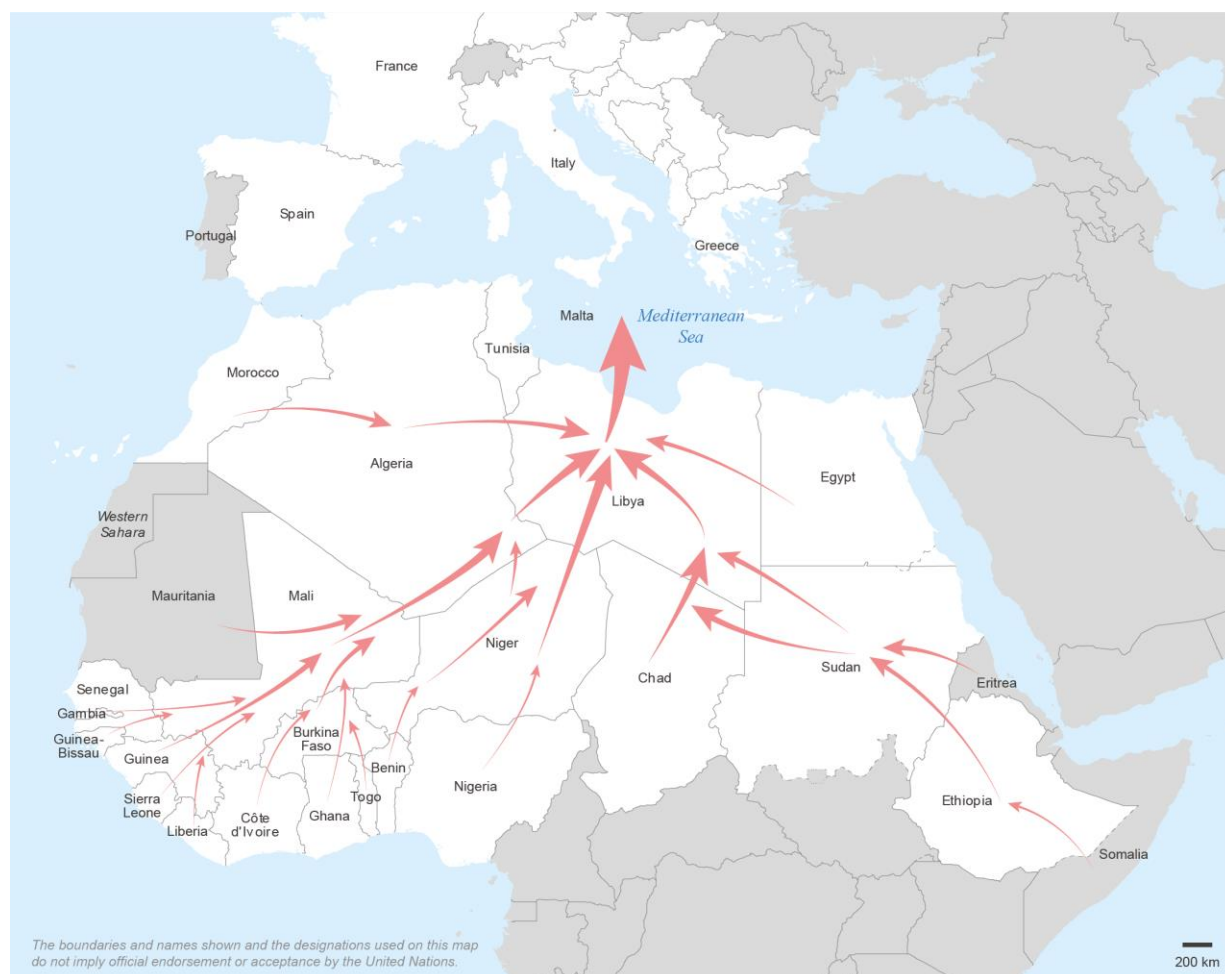 France
Italy
Spain
Portugal
Greece
Malta
Mediterranean
Sea
Tunisia
Morocco
Algeria
Libya
Egypt
Western
Sahara
Mauritania
Mali
Niger
Chad
Sudan
Eritrea
Senegal
Gambia
Guinea-
Bissau
Guinea
Sierra
Leone
Liberia
Côte
d'Ivoire
Burkina
Faso
Ghana
Togo
Benin
Nigeria
Ethiopia
Somalia
The boundaries and names shown and the designations used on this map
do not imply official endorsement or acceptance by the United Nations.
200 km